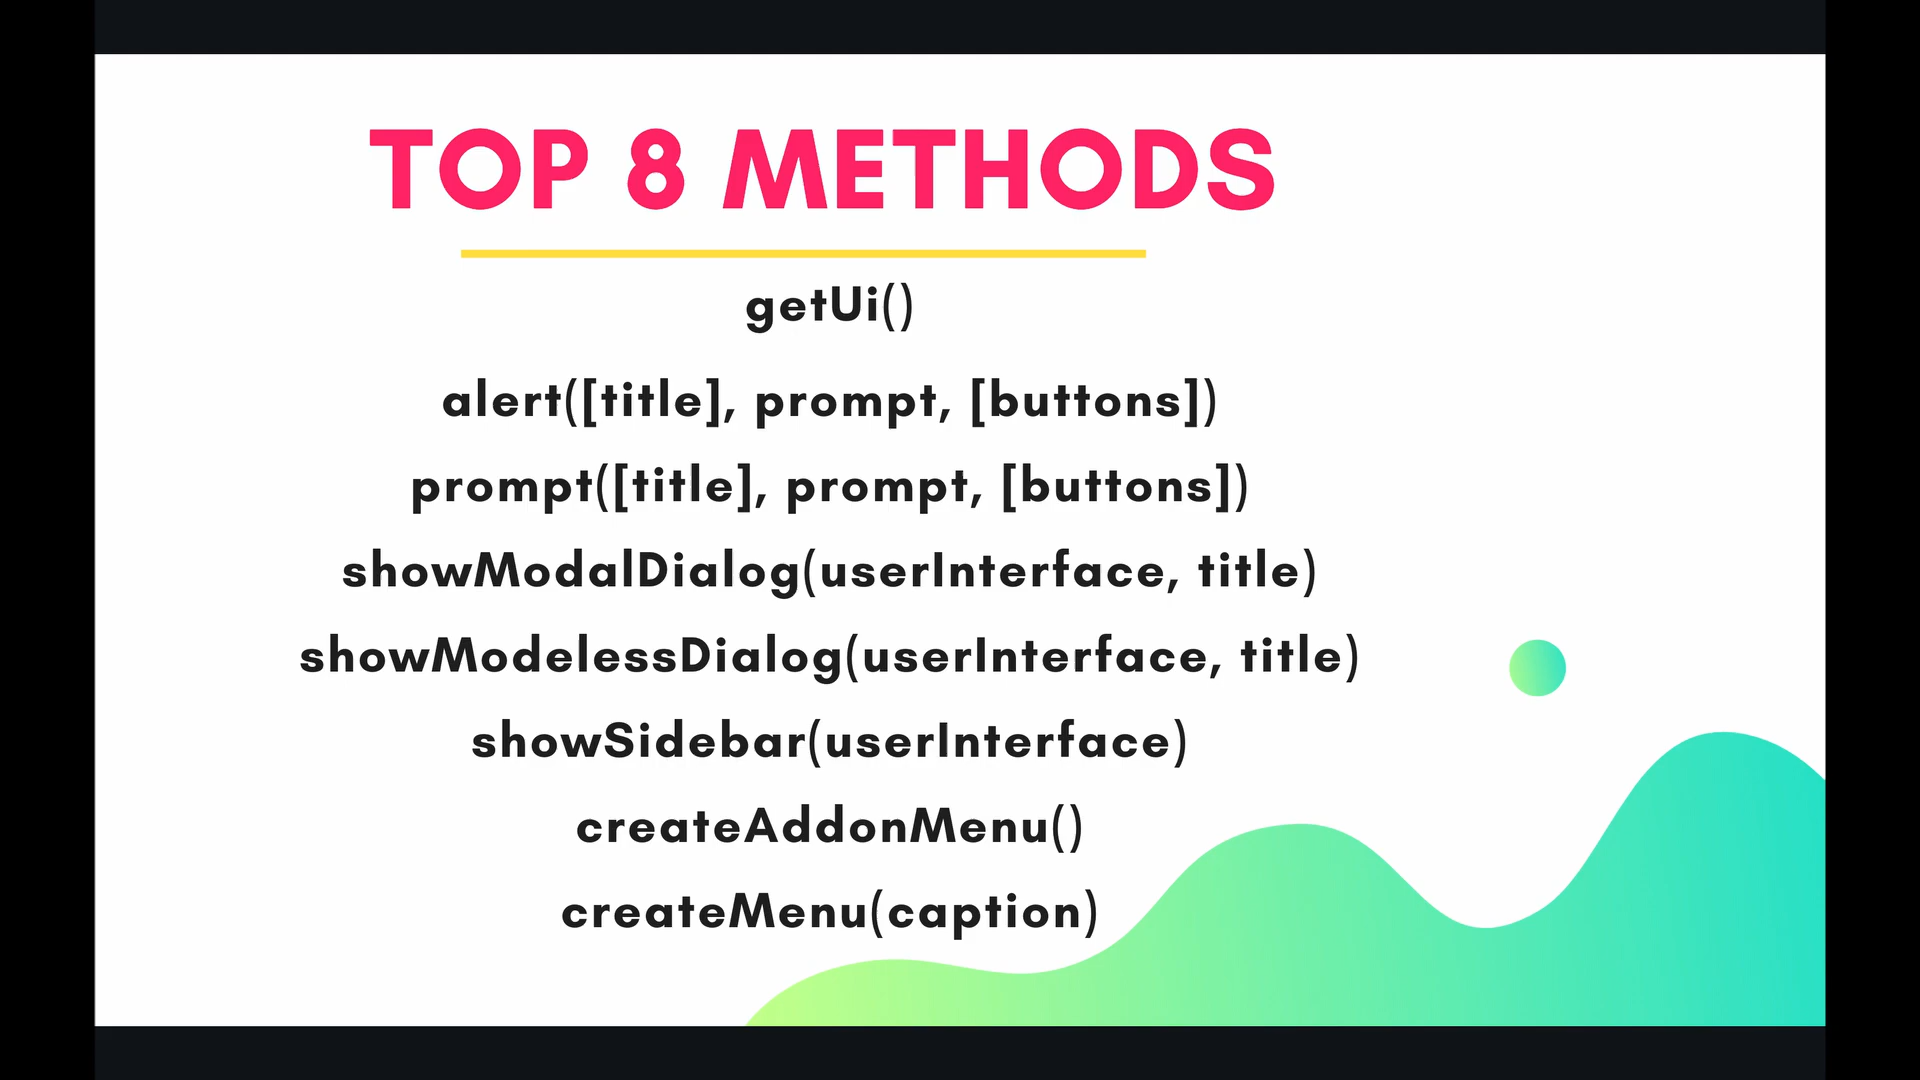 TOP 8 METHODS
getUi()
alert([title], prompt, [buttons])
prompt([title], prompt, [buttons])
showModalDialog(userInterface, title)
showModelessDialog(userInterface, title)
showSidebar(userInterface)
createAddonMenu()
createMenu(caption)